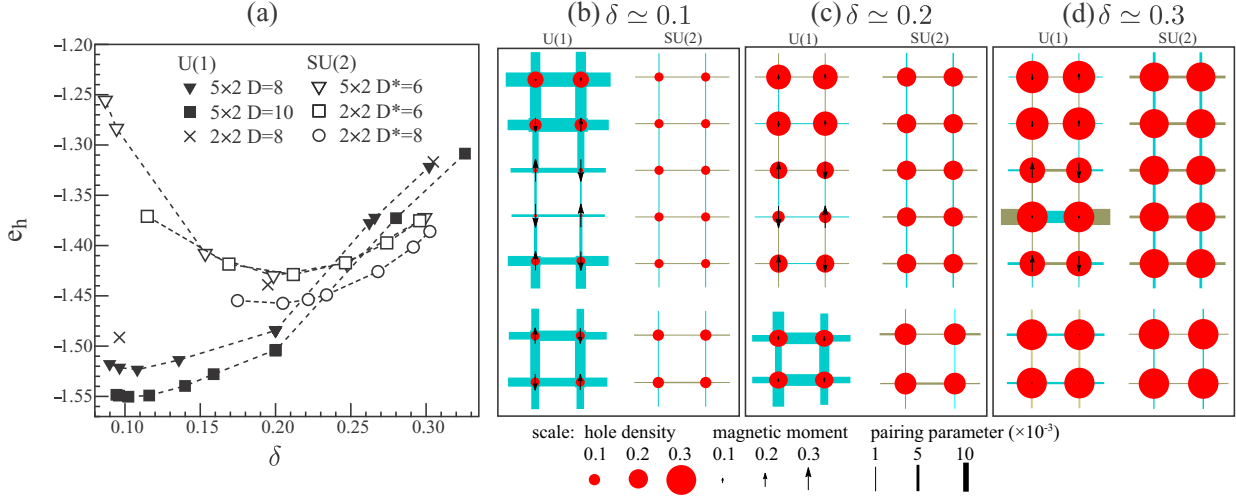 (a)
(b) δ ≃ 0.1
(c) δ ≃ 0.2
(d) δ ≃ 0.3
U(1) SU(2)
U(1) SU(2)
U(1) SU(2)
U(1) SU(2)
5×2 D=8 5×2 D*=6
5×2 D=10 2×2 D*=6
2×2 D=8 2×2 D*=8
−1.20
−1.25
−1.30
−1.35
−1.40
−1.45
−1.50
−1.55
e_h
0.10 0.15 0.20 0.25 0.30
δ
scale: hole density magnetic moment pairing parameter (×10⁻³)
0.1 0.2 0.3 0.1 0.2 0.3 1 5 10